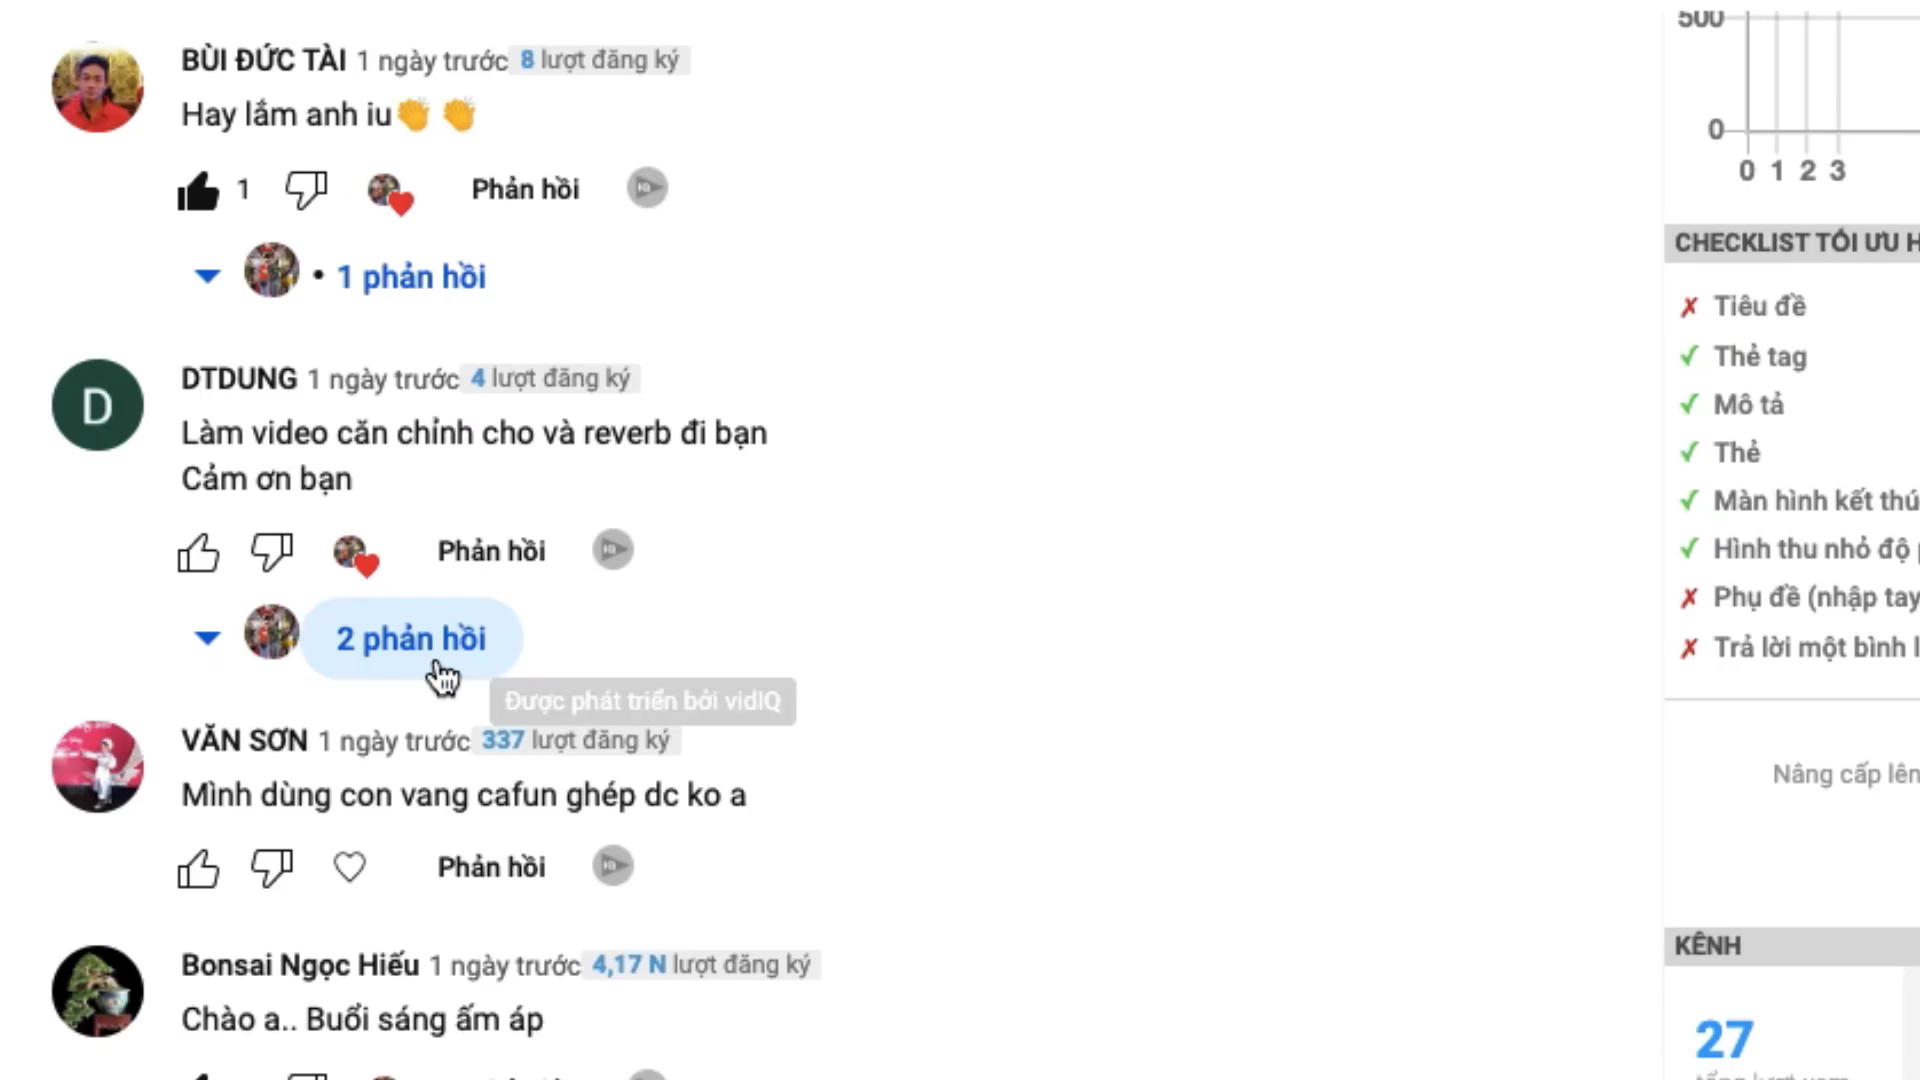 BÙI ĐỨC TÀI 1 ngày trước 8 lượt đăng ký
Hay lắm anh iu👏 👏
1 Phản hồi
• 1 phản hồi
D
DTDUNG 1 ngày trước 4 lượt đăng ký
Làm video căn chỉnh cho và reverb đi bạn
Cảm ơn bạn
Phản hồi
2 phản hồi
Được phát triển bởi vidIQ
VĂN SƠN 1 ngày trước 337 lượt đăng ký
Mình dùng con vang cafun ghép dc ko a
Phản hồi
Bonsai Ngọc Hiếu 1 ngày trước 4,17 N lượt đăng ký
Chào a.. Buổi sáng ấm áp
500
0
0 1 2 3
CHECKLIST TỐI ƯU H
✗ Tiêu đề
✓ Thẻ tag
✓ Mô tả
✓ Thẻ
✓ Màn hình kết thú
✓ Hình thu nhỏ độ p
✗ Phụ đề (nhập tay
✗ Trả lời một bình l
Nâng cấp lên
KÊNH
27